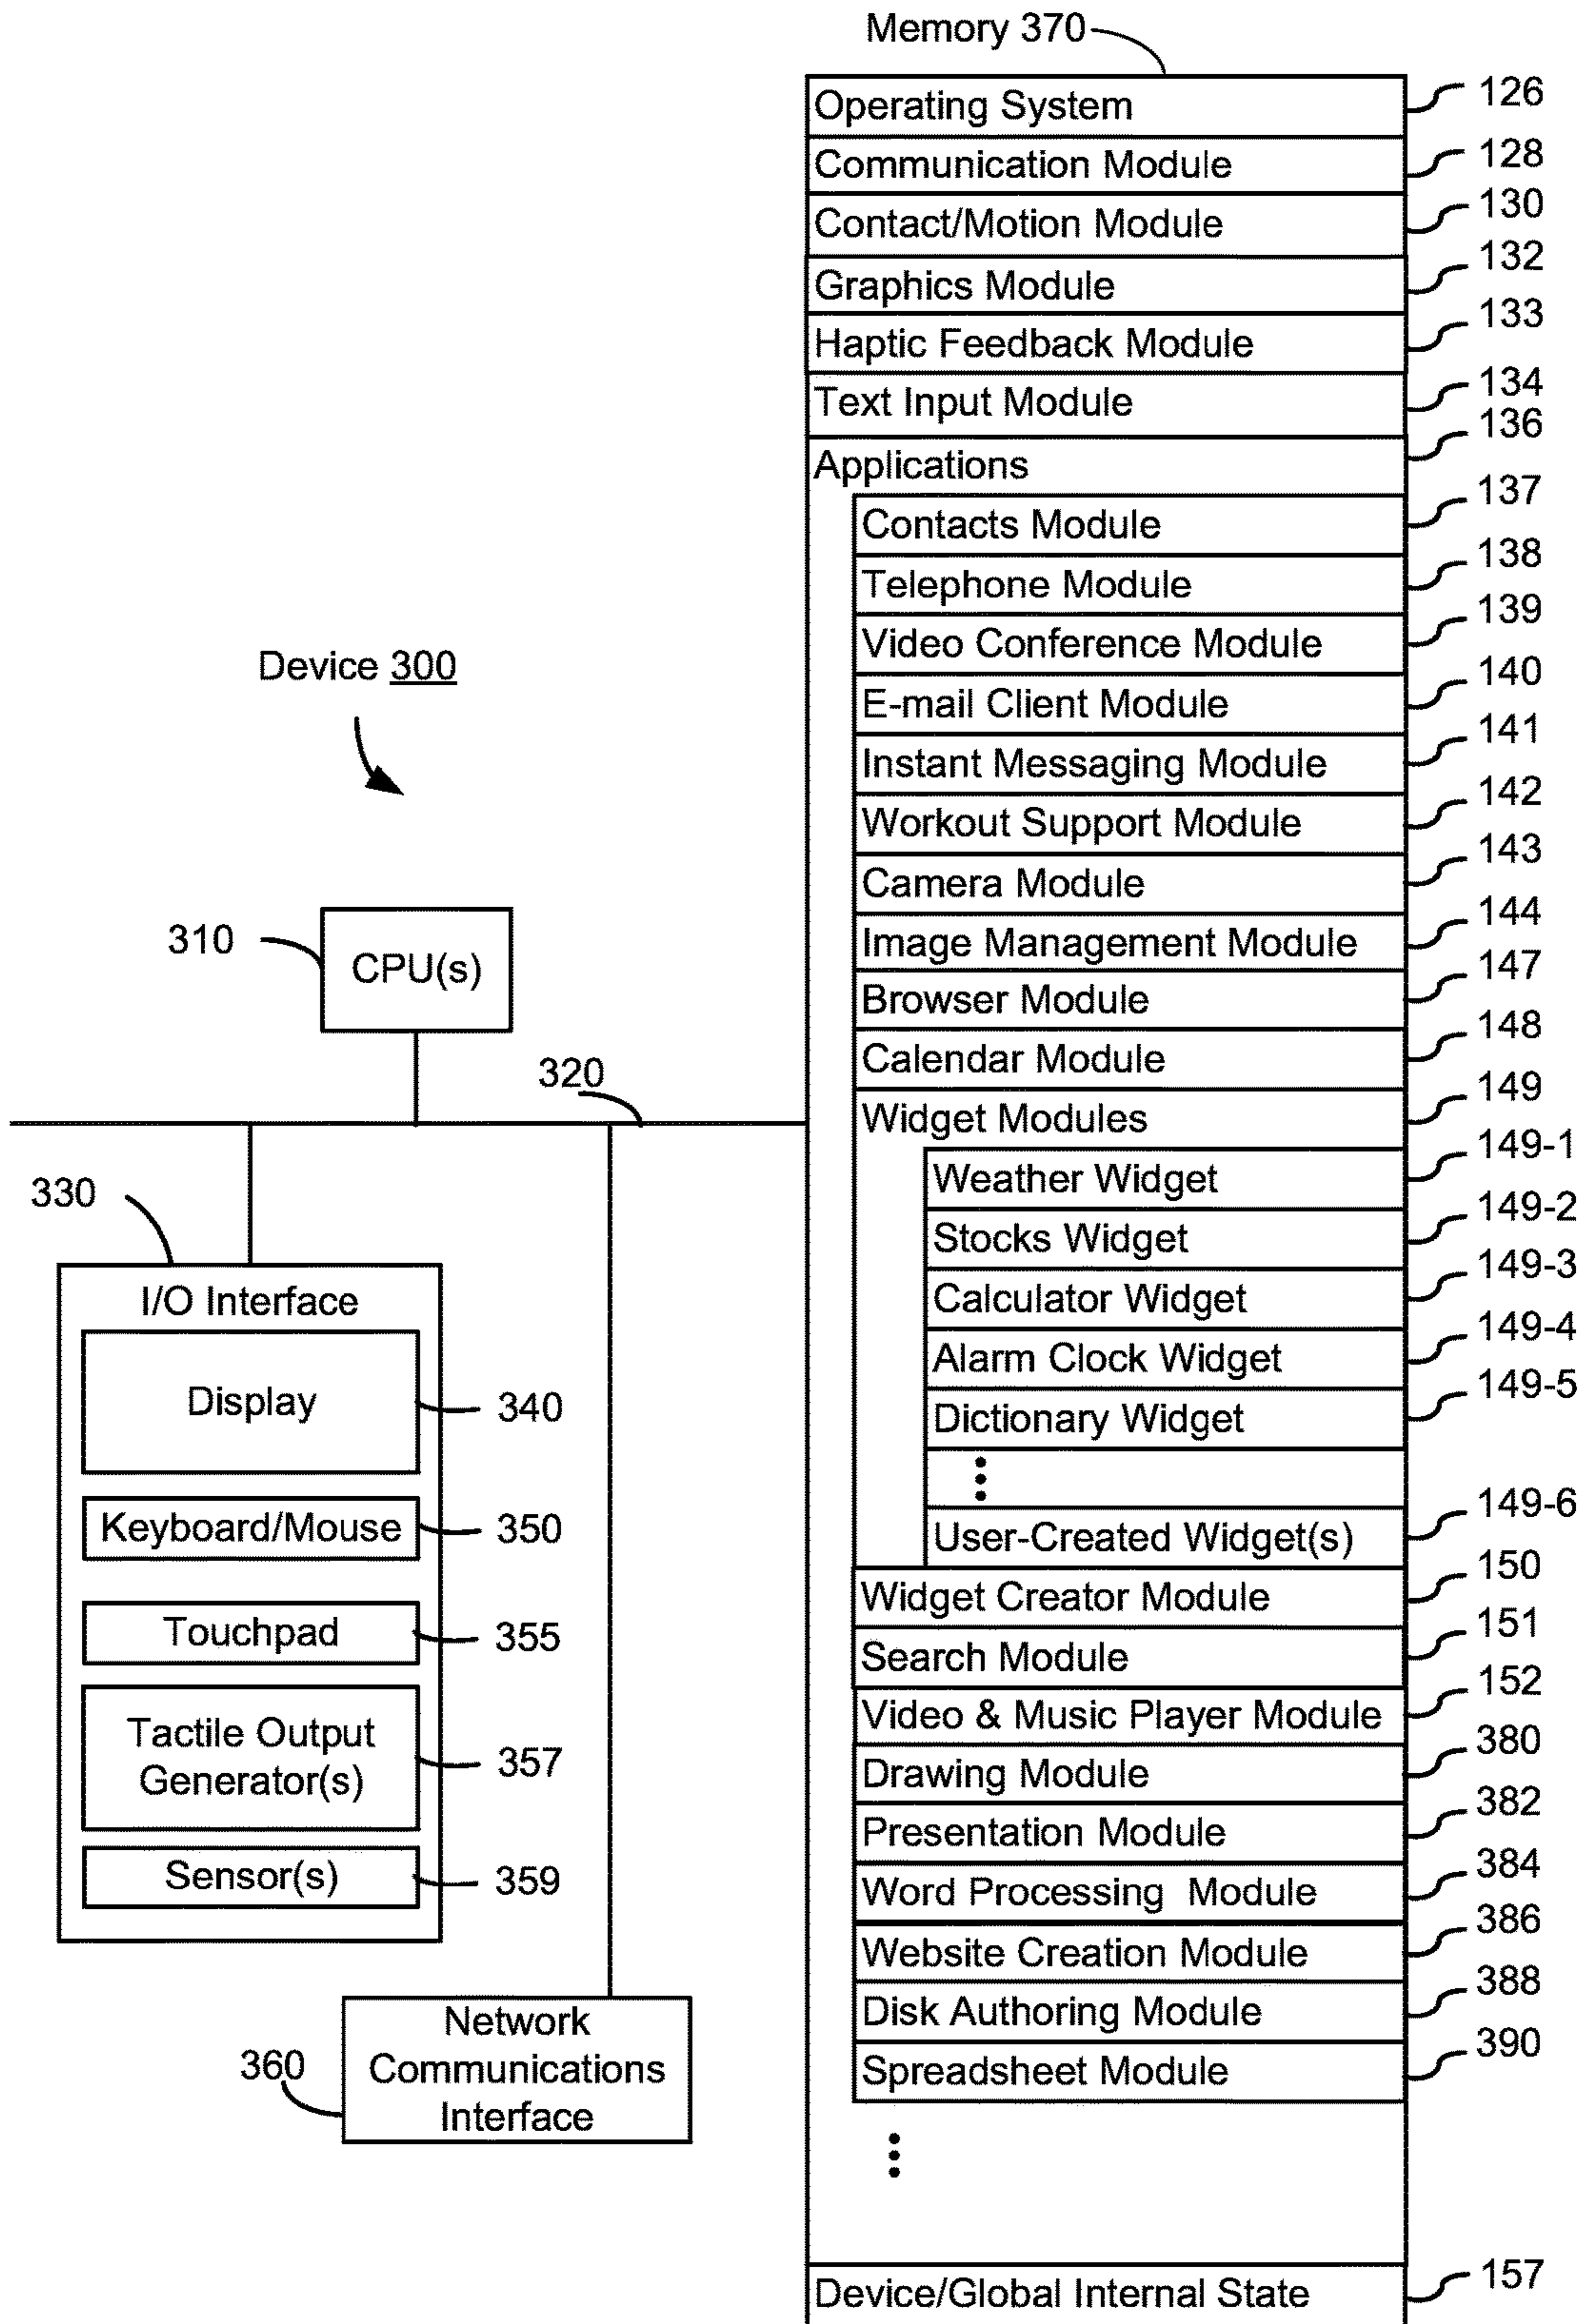 Memory 370
Operating System 126
Communication Module 128
Contact/Motion Module 130
Graphics Module 132
Haptic Feedback Module 133
Text Input Module 134
Applications 136
Contacts Module 137
Telephone Module 138
Video Conference Module 139
E-mail Client Module 140
Instant Messaging Module 141
Workout Support Module 142
Camera Module 143
Image Management Module 144
Browser Module 147
Calendar Module 148
Widget Modules 149
Weather Widget 149-1
Stocks Widget 149-2
Calculator Widget 149-3
Alarm Clock Widget 149-4
Dictionary Widget 149-5
User-Created Widget(s) 149-6
Widget Creator Module 150
Search Module 151
Video & Music Player Module 152
Drawing Module 380
Presentation Module 382
Word Processing Module 384
Website Creation Module 386
Disk Authoring Module 388
Spreadsheet Module 390
Device/Global Internal State 157
Device 300
310 CPU(s)
320
330
I/O Interface
Display 340
Keyboard/Mouse 350
Touchpad 355
Tactile Output
Generator(s) 357
Sensor(s) 359
360
Network
Communications
Interface